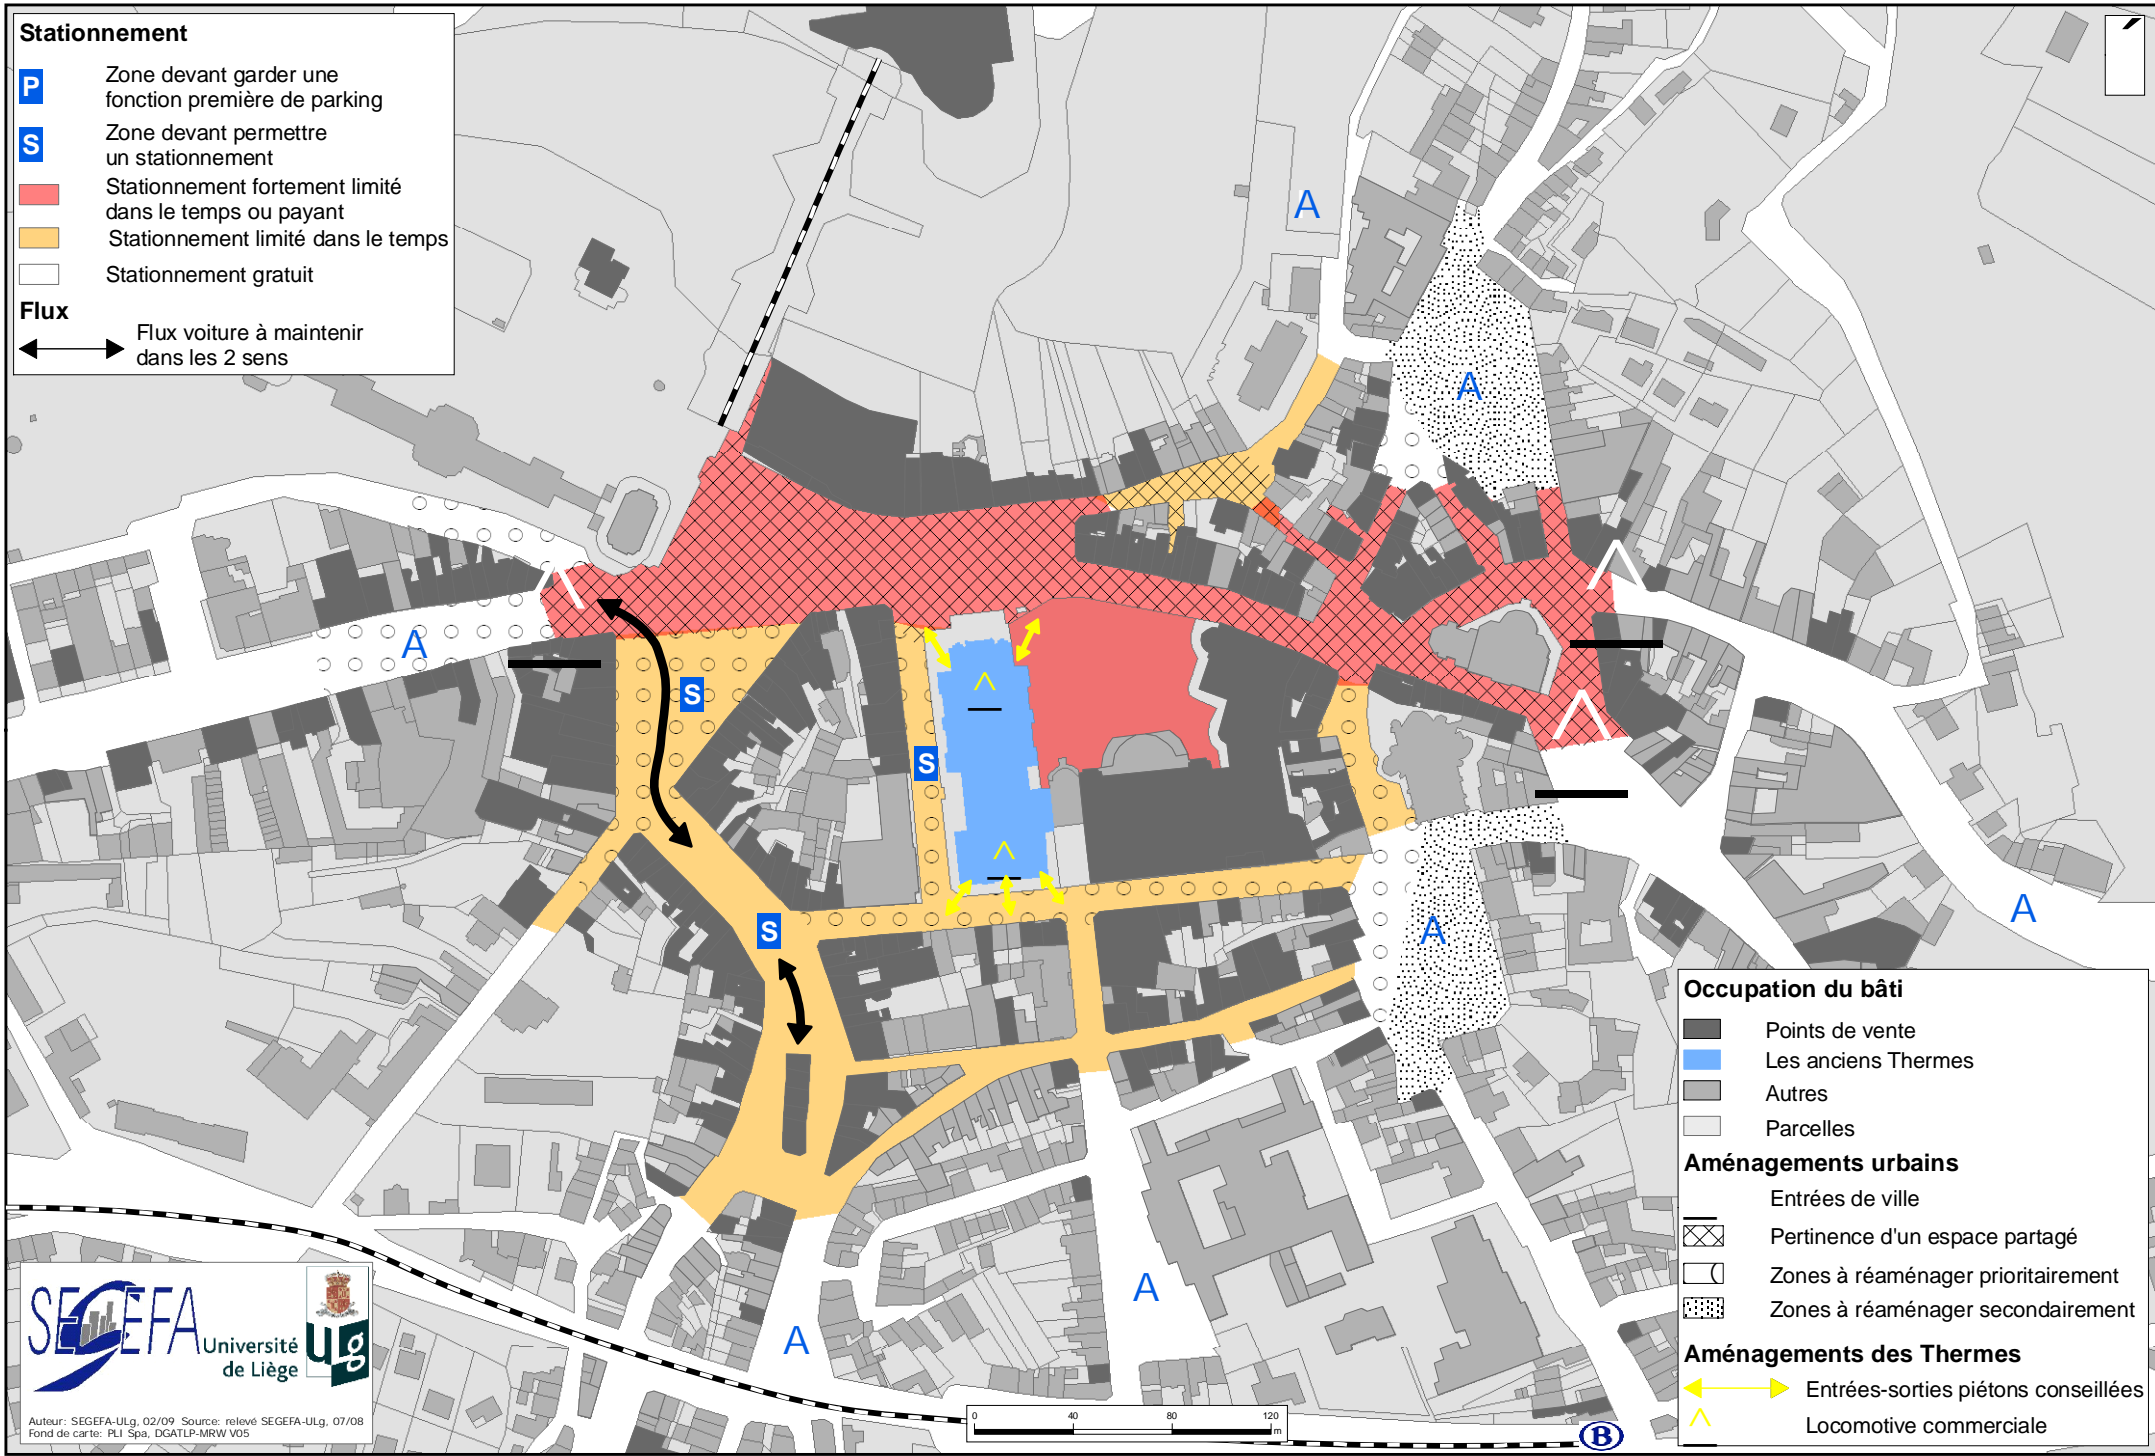 Stationnement
P
Zone devant garder une
fonction première de parking
S
Zone devant permettre
un stationnement
Stationnement fortement limité
dans le temps ou payant
Stationnement limité dans le temps
Stationnement gratuit
Flux
Flux voiture à maintenir
dans les 2 sens
A
A
A
S
S
S
A
A
A
A
Occupation du bâti
Points de vente
Les anciens Thermes
Autres
Parcelles
Aménagements urbains
Entrées de ville
Pertinence d'un espace partagé
Zones à réaménager prioritairement
Zones à réaménager secondairement
Aménagements des Thermes
Entrées-sorties piétons conseillées
Locomotive commerciale
SEGEFA
Université
de Liège
ULg
Auteur: SEGEFA-ULg, 02/09 Source: relevé SEGEFA-ULg, 07/08
Fond de carte: PLI Spa, DGATLP-MRW V05
0 40 80 120
m
B